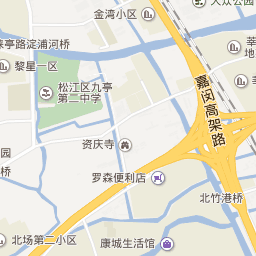 大众公园
金湾小区
亭路淀浦河桥
黎星一区
莘
地
松江区九亭
第二中学
嘉闵高架路
资庆寺
园
桥
罗森便利店
北竹港桥
北场第二小区
康城生活馆